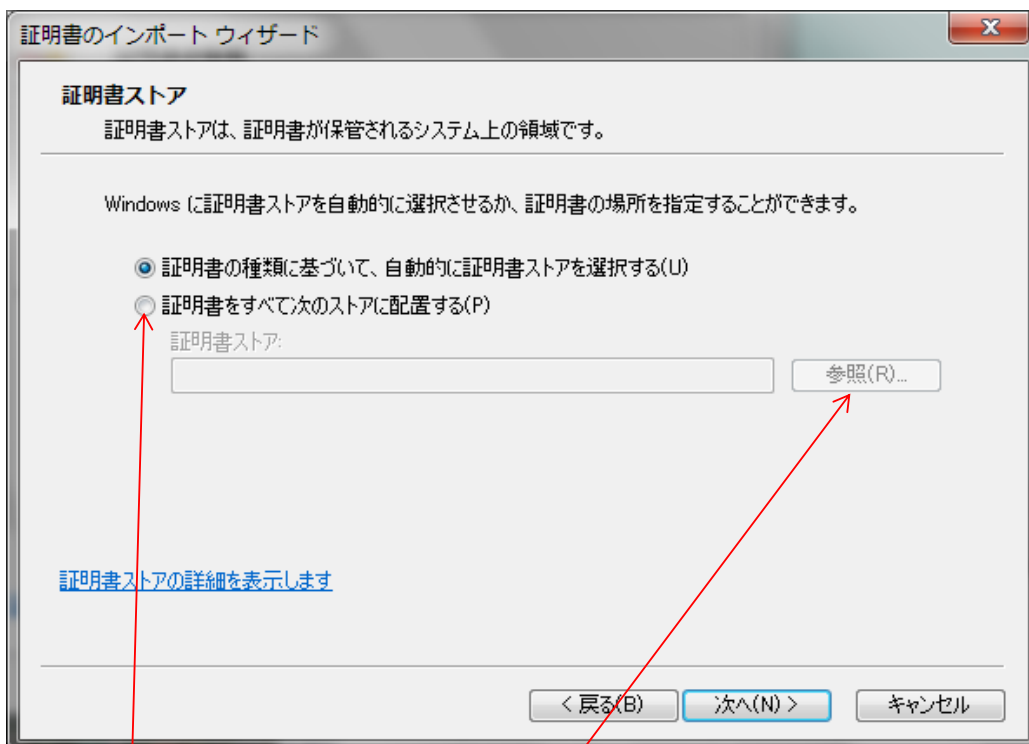 証明書のインポート ウィザード
証明書ストア
証明書ストアは、証明書が保管されるシステム上の領域です。
Windows に証明書ストアを自動的に選択させるか、証明書の場所を指定することができます。
証明書の種類に基づいて、自動的に証明書ストアを選択する(U)
証明書をすべて次のストアに配置する(P)
証明書ストア:
参照(R)...
証明書ストアの詳細を表示します
< 戻る(B) 次へ(N) > キャンセル